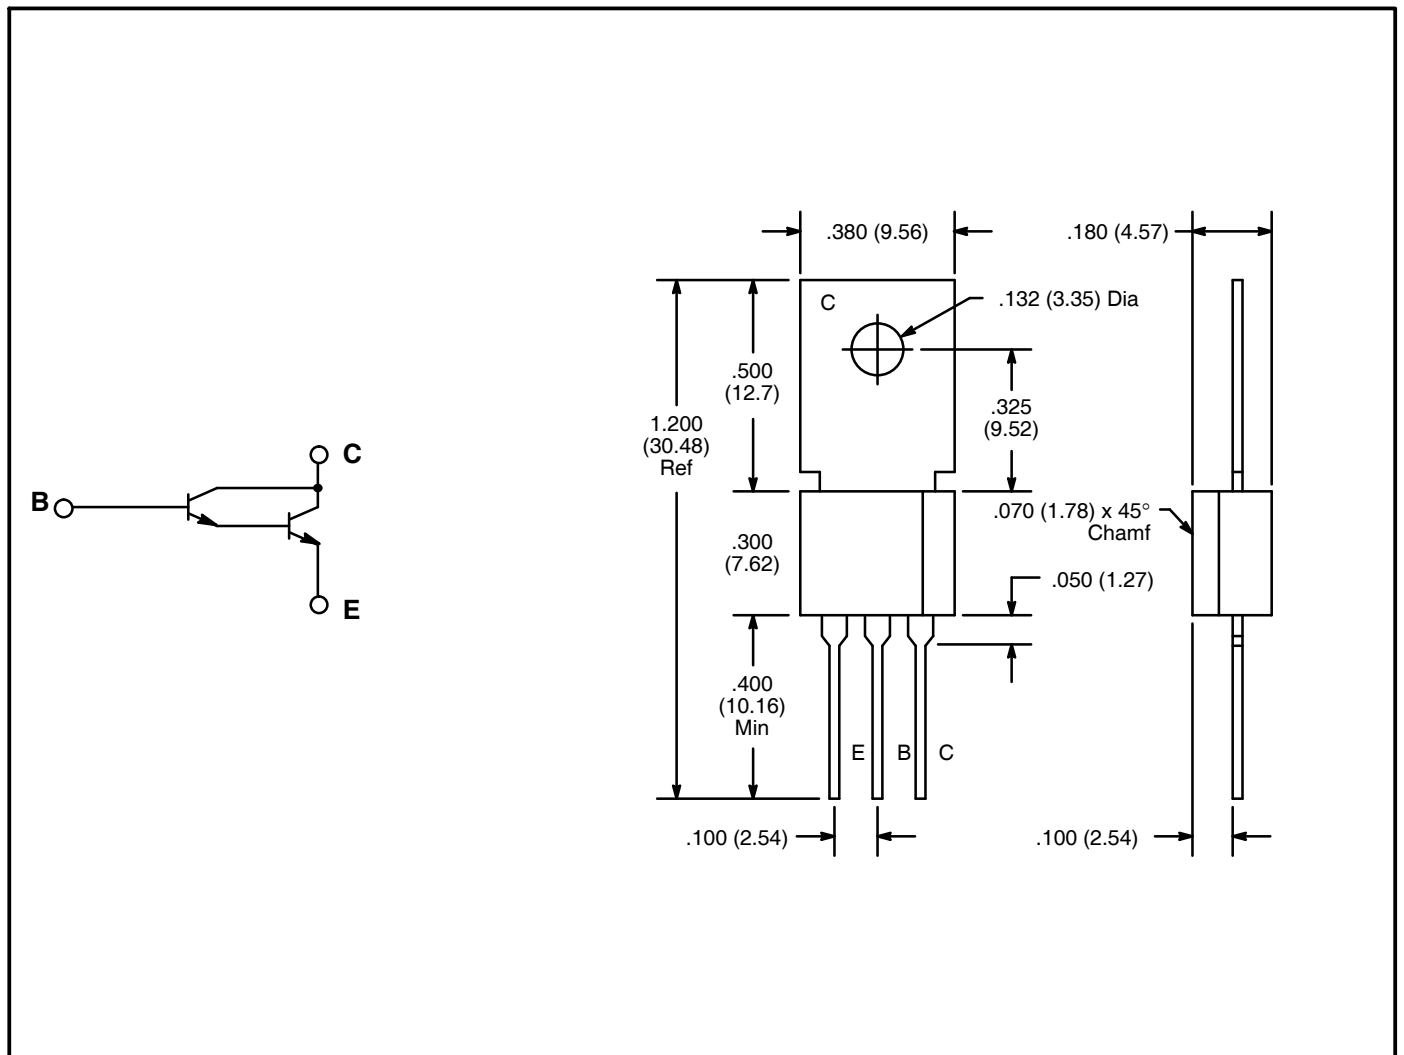 .380 (9.56)
.180 (4.57)
C
.132 (3.35) Dia
.500
(12.7)
.325
(9.52)
1.200
(30.48)
Ref
C
B
E
.070 (1.78) x 45°
Chamf
.300
(7.62)
.050 (1.27)
.400
(10.16)
Min
E B C
.100 (2.54)
.100 (2.54)